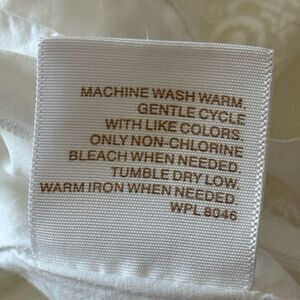 MACHINE WASH WARM,
GENTLE CYCLE
WITH LIKE COLORS.
ONLY NON-CHLORINE
BLEACH WHEN NEEDED.
TUMBLE DRY LOW.
WARM IRON WHEN NEEDED.
WPL 8046